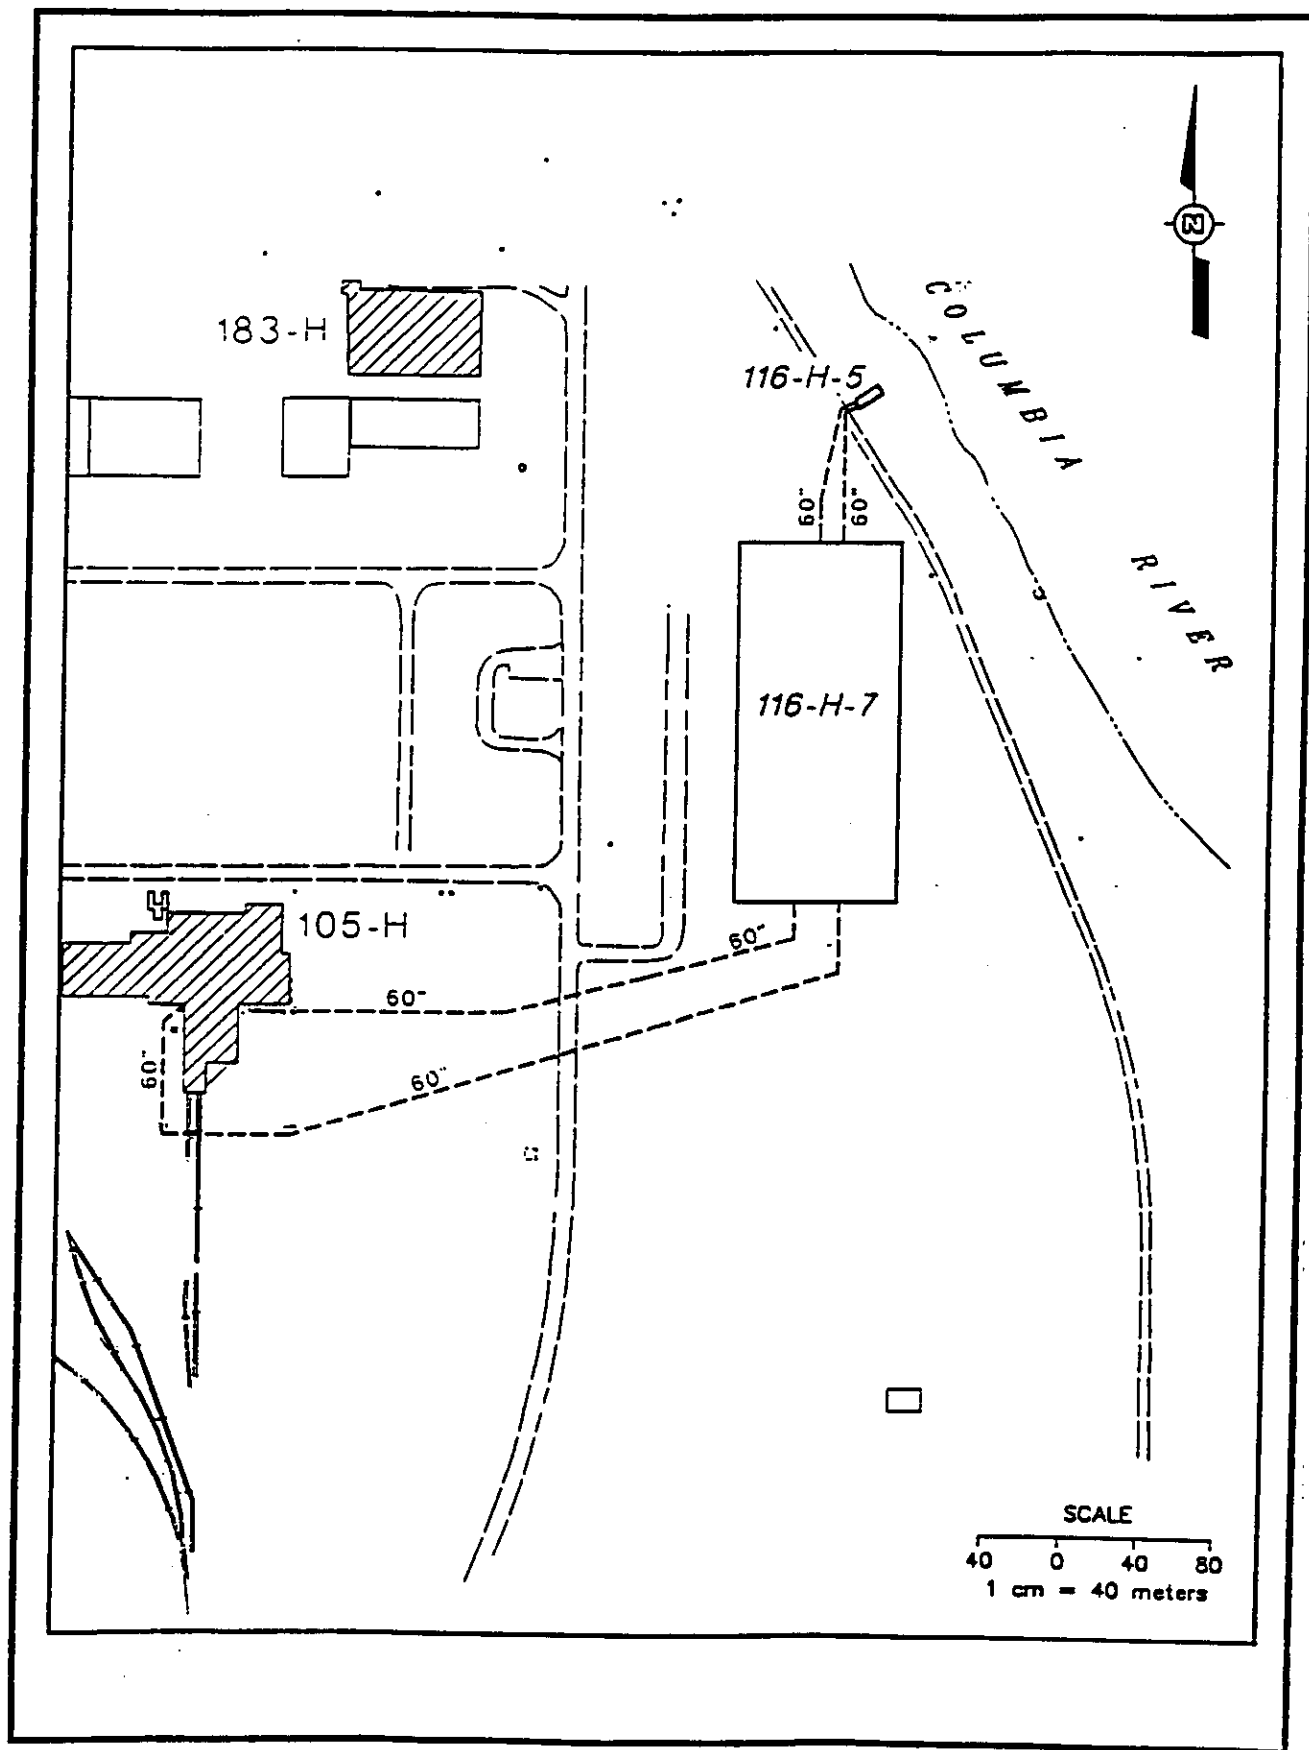 N
COLUMBIA
RIVER
183-H
116-H-5
60"
60"
116-H-7
105-H
60"
60"
60"
60"
SCALE
40 0 40 80
1 cm = 40 meters